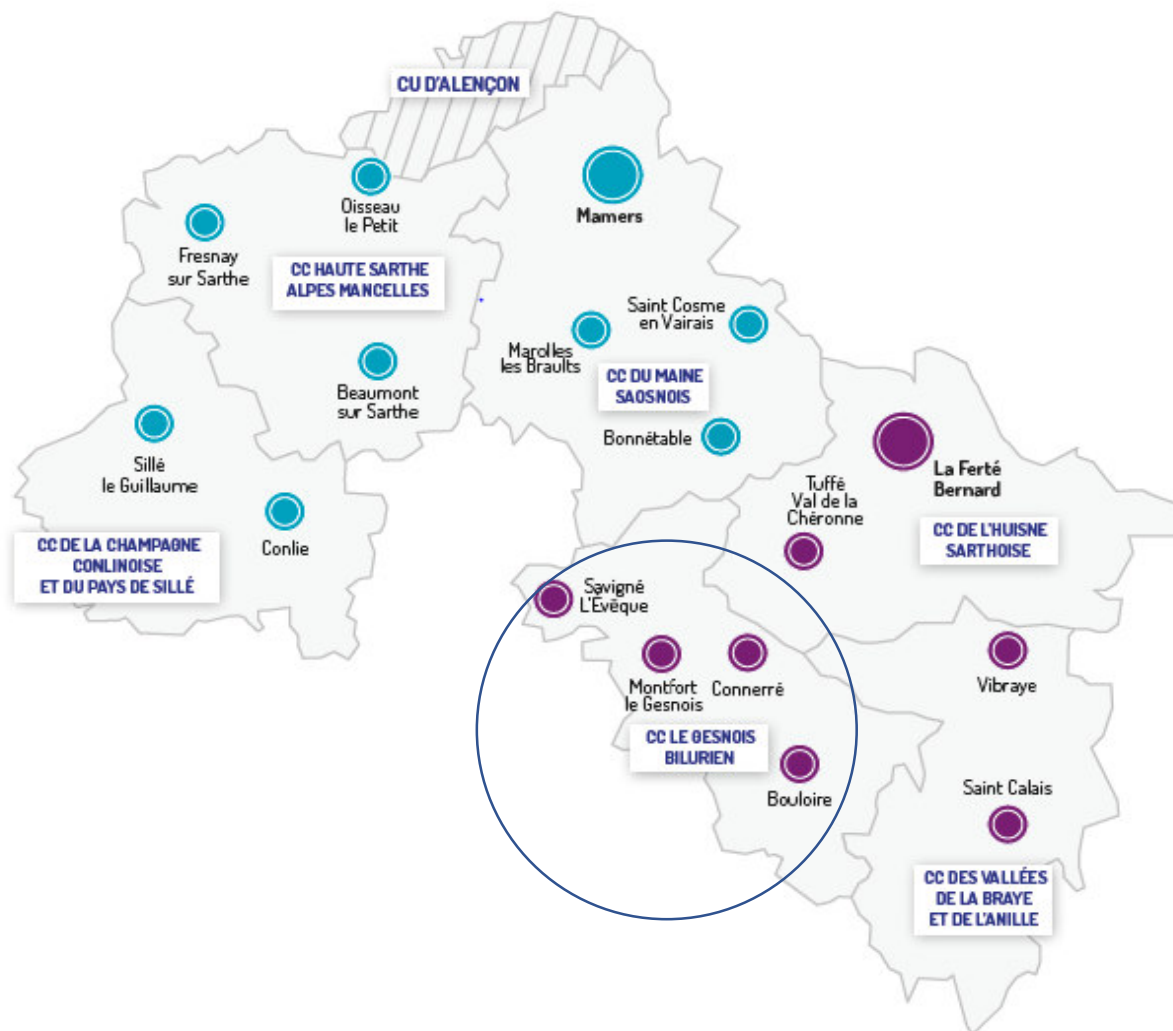 CU D'ALENÇON
Mamers
Oisseau
le Petit
Fresnay
sur Sarthe
CC HAUTE SARTHE
ALPES MANCELLES
Saint Cosme
en Vairais
Marolles
les Braults
CC DU MAINE
SAOSNOIS
Beaumont
sur Sarthe
Bonnétable
Sillé
le Guillaume
Conlie
CC DE LA CHAMPAGNE
CONLINOISE
ET DU PAYS DE SILLÉ
La Ferté
Bernard
Tuffé
Val de la
Chéronne
CC DE L'HUISNE
SARTHOISE
Savigné
L'Évêque
Montfort
le Gesnois
Connerré
CC LE GESNOIS
BILURIEN
Bouloire
Vibraye
Saint Calais
CC DES VALLÉES
DE LA BRAYE
ET DE L'ANILLE